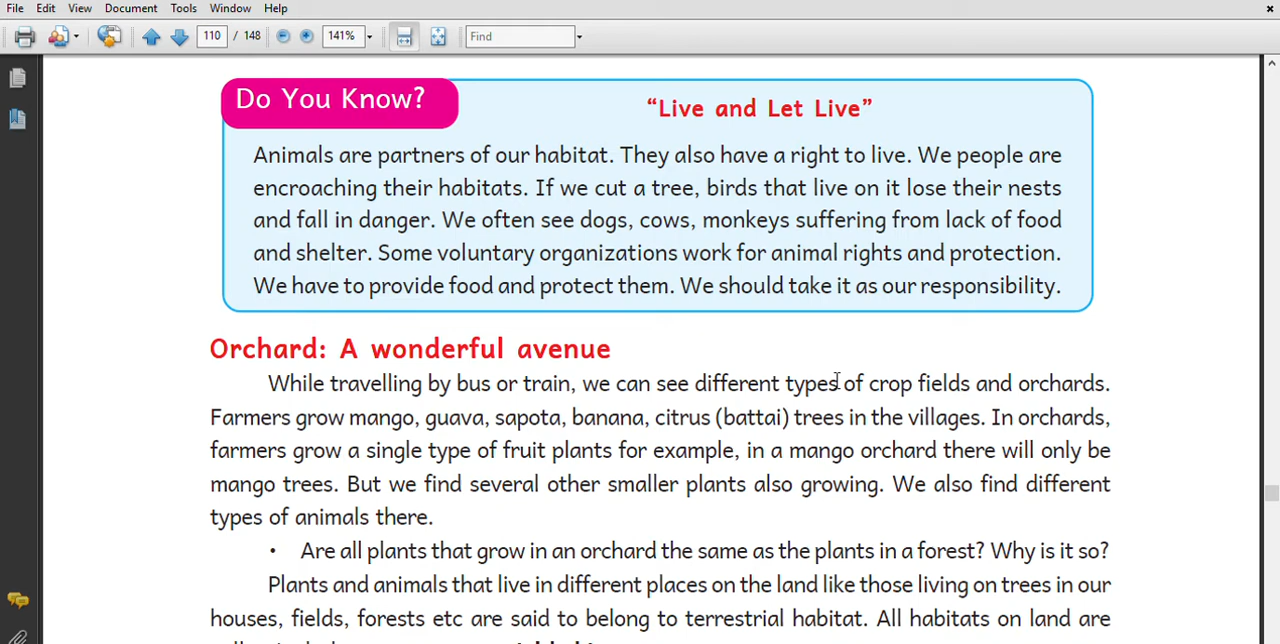 File Edit View Document Tools Window Help
110 / 148 141% Find
Do You Know?
“Live and Let Live”
Animals are partners of our habitat. They also have a right to live. We people are
encroaching their habitats. If we cut a tree, birds that live on it lose their nests
and fall in danger. We often see dogs, cows, monkeys suffering from lack of food
and shelter. Some voluntary organizations work for animal rights and protection.
We have to provide food and protect them. We should take it as our responsibility.
Orchard: A wonderful avenue
While travelling by bus or train, we can see different types of crop fields and orchards.
Farmers grow mango, guava, sapota, banana, citrus (battai) trees in the villages. In orchards,
farmers grow a single type of fruit plants for example, in a mango orchard there will only be
mango trees. But we find several other smaller plants also growing. We also find different
types of animals there.
• Are all plants that grow in an orchard the same as the plants in a forest? Why is it so?
Plants and animals that live in different places on the land like those living on trees in our
houses, fields, forests etc are said to belong to terrestrial habitat. All habitats on land are